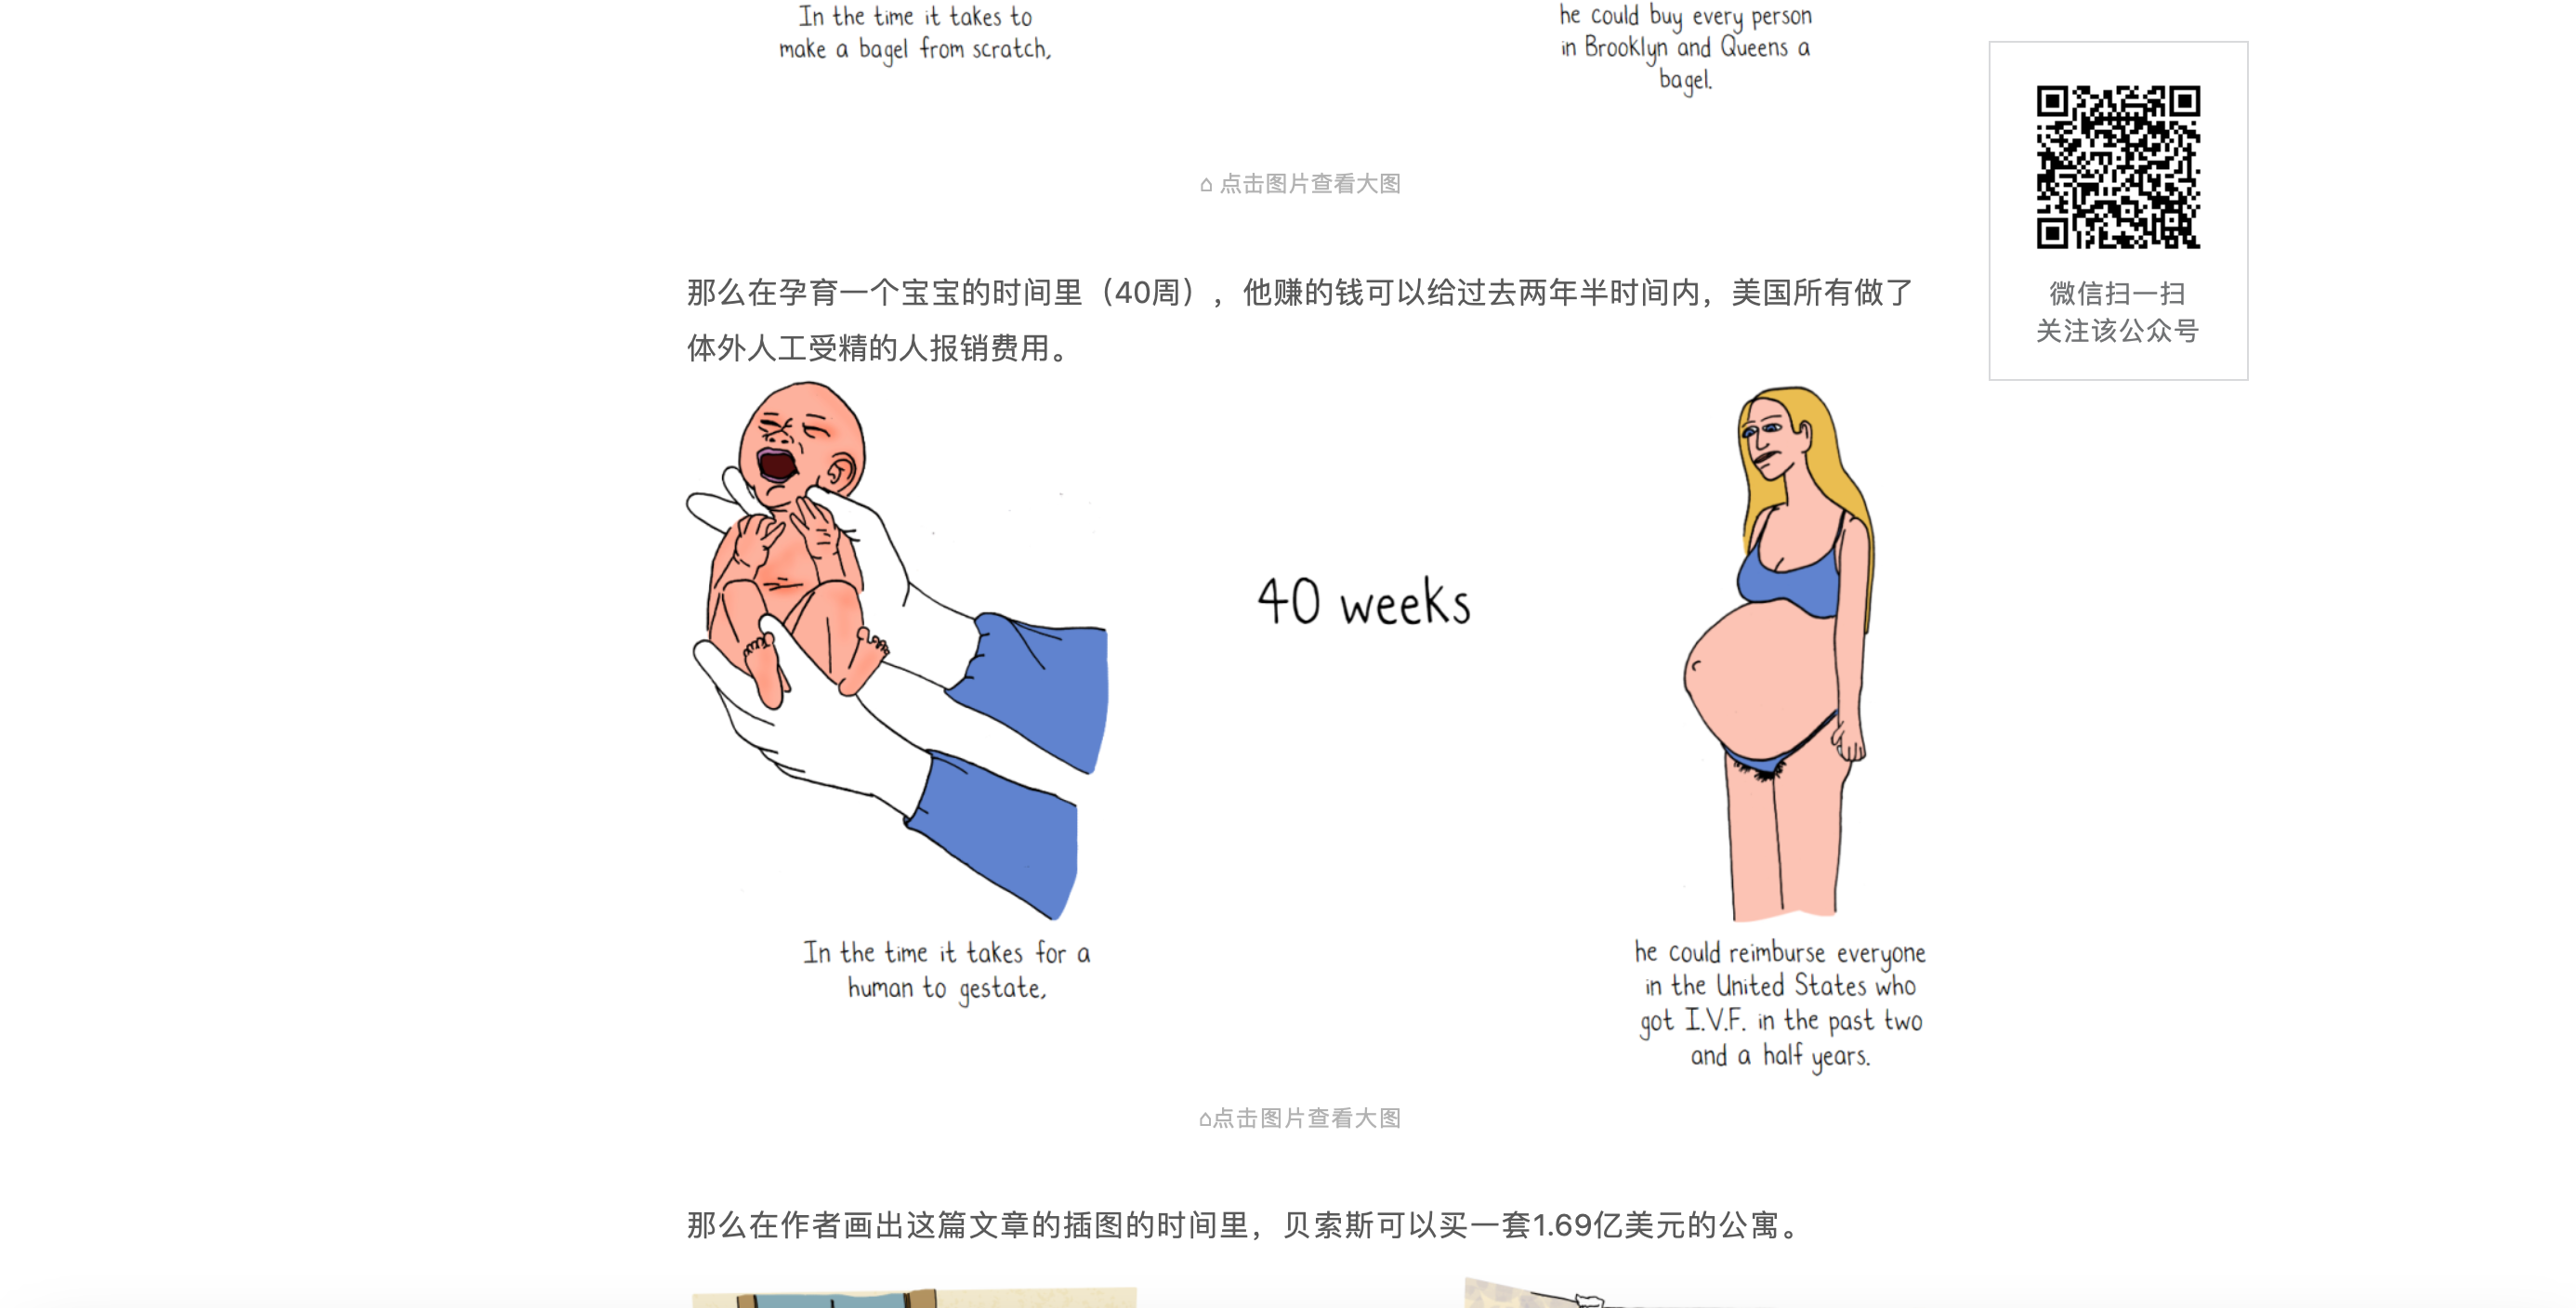 In the time it takes to
make a bagel from scratch,
he could buy every person
in Brooklyn and Queens a
bagel.
⌂ 点击图片查看大图
微信扫一扫
关注该公众号
那么在孕育一个宝宝的时间里（40周），他赚的钱可以给过去两年半时间内，美国所有做了
体外人工受精的人报销费用。
40 weeks
In the time it takes for a
human to gestate,
he could reimburse everyone
in the United States who
got I.V.F. in the past two
and a half years.
⌂点击图片查看大图
那么在作者画出这篇文章的插图的时间里，贝索斯可以买一套1.69亿美元的公寓。